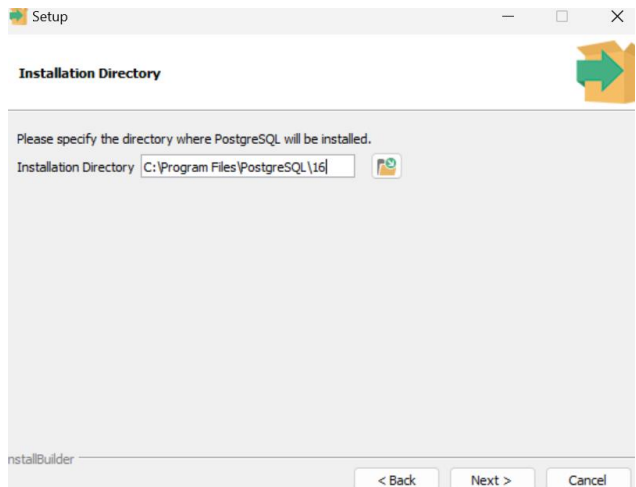 Setup
Installation Directory
Please specify the directory where PostgreSQL will be installed.
Installation Directory C:\Program Files\PostgreSQL\16
nstallBuilder
< Back Next > Cancel